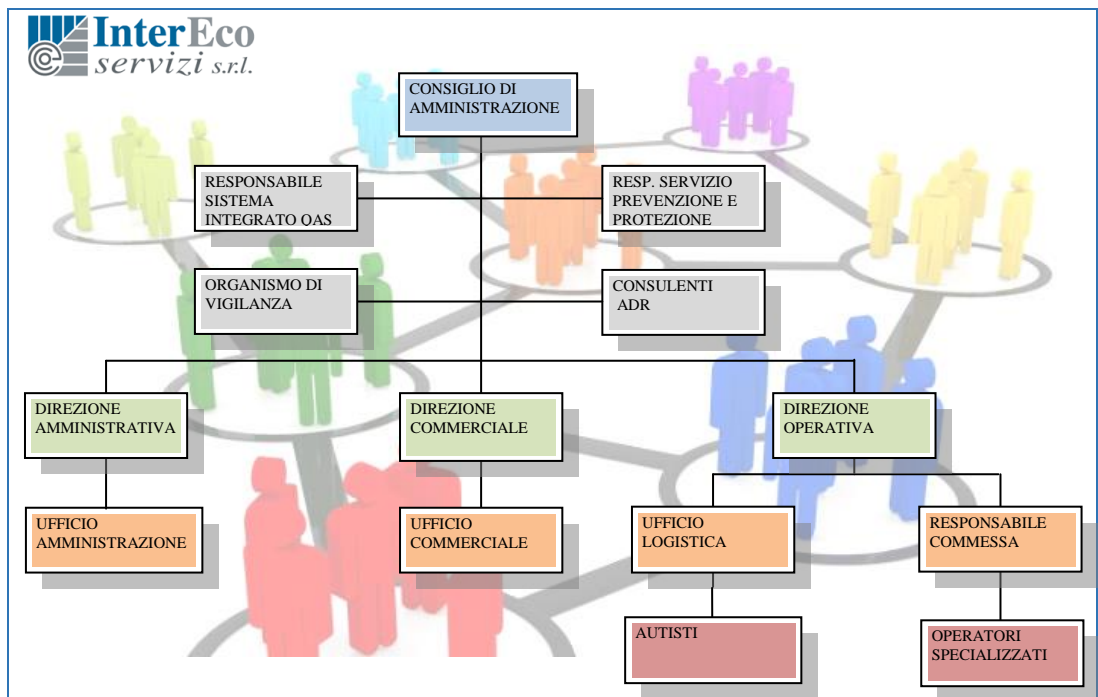 InterEco
servizi s.r.l.
CONSIGLIO DI
AMMINISTRAZIONE
RESPONSABILE
SISTEMA
INTEGRATO QAS
RESP. SERVIZIO
PREVENZIONE E
PROTEZIONE
ORGANISMO DI
VIGILANZA
CONSULENTI
ADR
DIREZIONE
AMMINISTRATIVA
DIREZIONE
COMMERCIALE
DIREZIONE
OPERATIVA
UFFICIO
AMMINISTRAZIONE
UFFICIO
COMMERCIALE
UFFICIO
LOGISTICA
RESPONSABILE
COMMESSA
AUTISTI
OPERATORI
SPECIALIZZATI